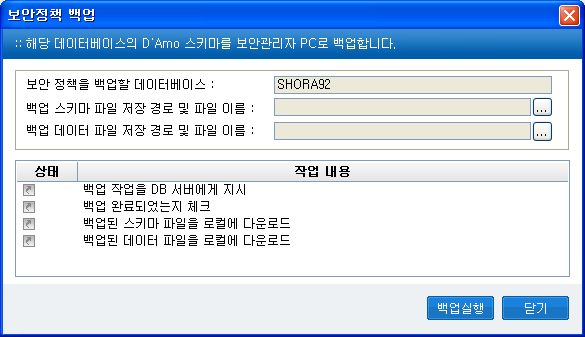 보안정책 백업
:: 해당 데이터베이스의 D'Amo 스키마를 보안관리자 PC로 백업합니다.
보안 정책을 백업할 데이터베이스 : SHORA92
백업 스키마 파일 저장 경로 및 파일 이름 : ...
백업 데이터 파일 저장 경로 및 파일 이름 : ...
상태 작업 내용
백업 작업을 DB 서버에게 지시
백업 완료되었는지 체크
백업된 스키마 파일을 로컬에 다운로드
백업된 데이터 파일을 로컬에 다운로드
백업실행 닫기